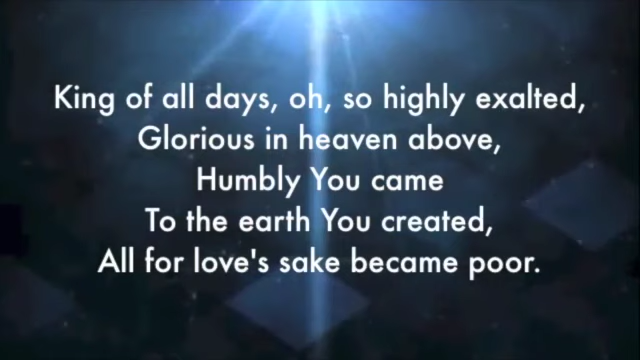 King of all days, oh, so highly exalted,
Glorious in heaven above,
Humbly You came
To the earth You created,
All for love's sake became poor.